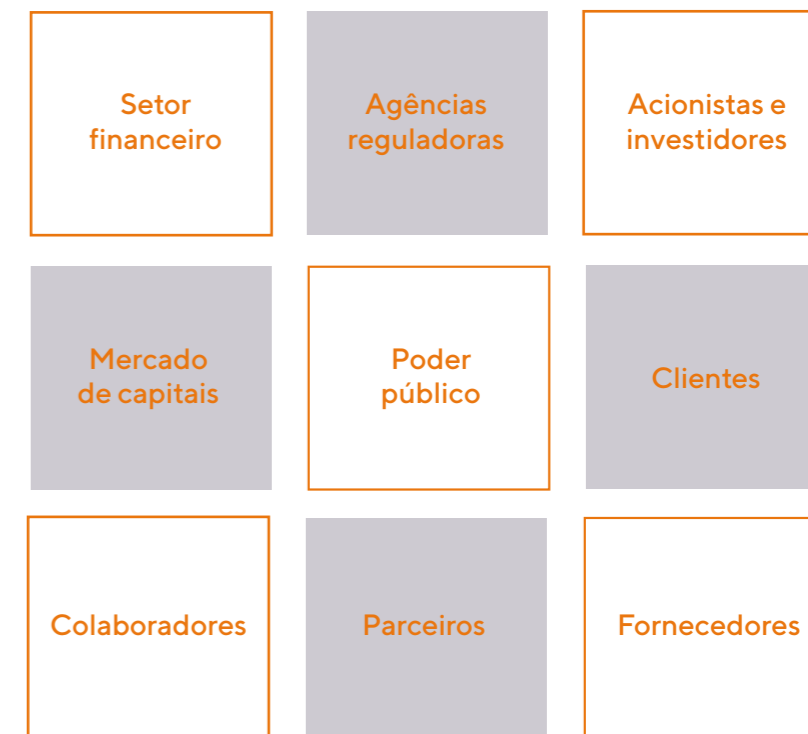 Setor
financeiro
Agências
reguladoras
Acionistas e
investidores
Mercado
de capitais
Poder
público
Clientes
Colaboradores
Parceiros
Fornecedores